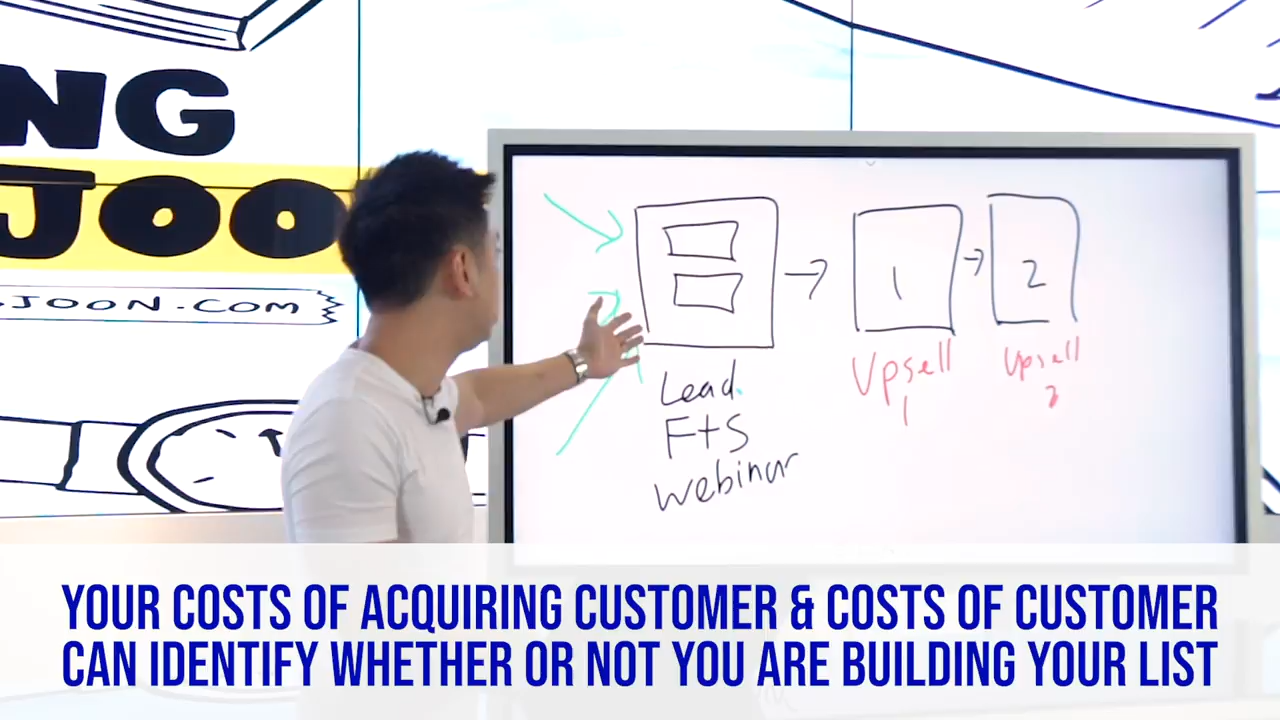 NG
JOO
JOON.COM
1
2
Upsell
1
Upsell
2
Lead.
F+S
Webinar
YOUR COSTS OF ACQUIRING CUSTOMER & COSTS OF CUSTOMER
CAN IDENTIFY WHETHER OR NOT YOU ARE BUILDING YOUR LIST